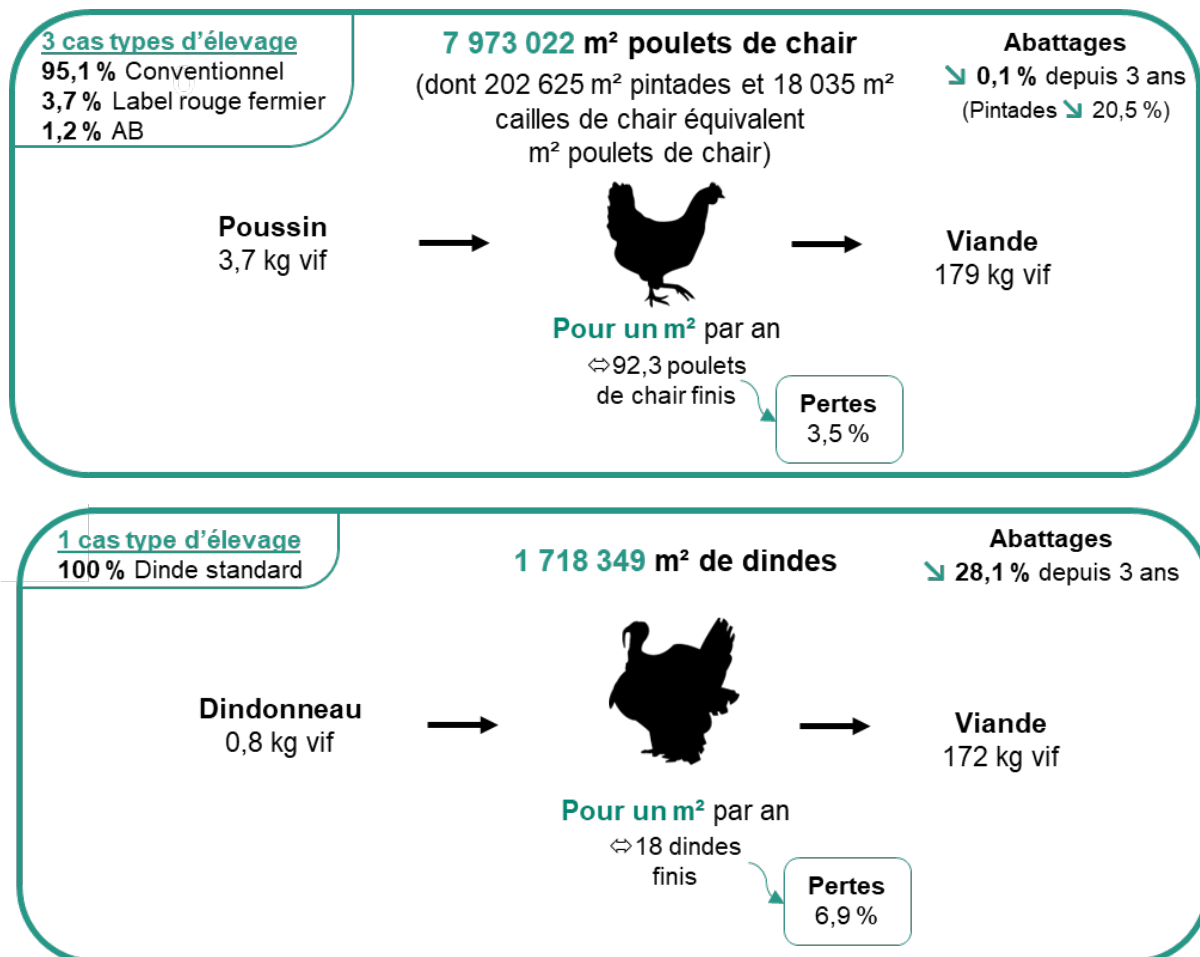 3 cas types d'élevage
95,1 % Conventionnel
3,7 % Label rouge fermier
1,2 % AB
7 973 022 m² poulets de chair
(dont 202 625 m² pintades et 18 035 m²
cailles de chair équivalent
m² poulets de chair)
Abattages
↘ 0,1 % depuis 3 ans
(Pintades ↘ 20,5 %)
Poussin
3,7 kg vif
Viande
179 kg vif
Pour un m² par an
⇔92,3 poulets
de chair finis
Pertes
3,5 %
1 cas type d'élevage
100 % Dinde standard
1 718 349 m² de dindes
Abattages
↘ 28,1 % depuis 3 ans
Dindonneau
0,8 kg vif
Viande
172 kg vif
Pour un m² par an
⇔18 dindes
finis
Pertes
6,9 %